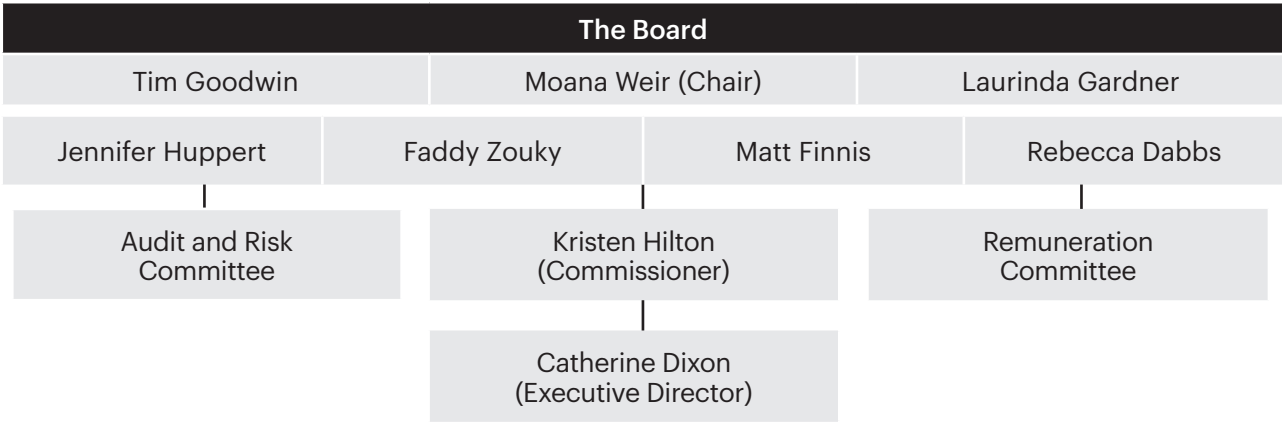 The Board
Tim Goodwin
Moana Weir (Chair)
Laurinda Gardner
Jennifer Huppert
Faddy Zouky
Matt Finnis
Rebecca Dabbs
Audit and Risk
Committee
Kristen Hilton
(Commissioner)
Remuneration
Committee
Catherine Dixon
(Executive Director)